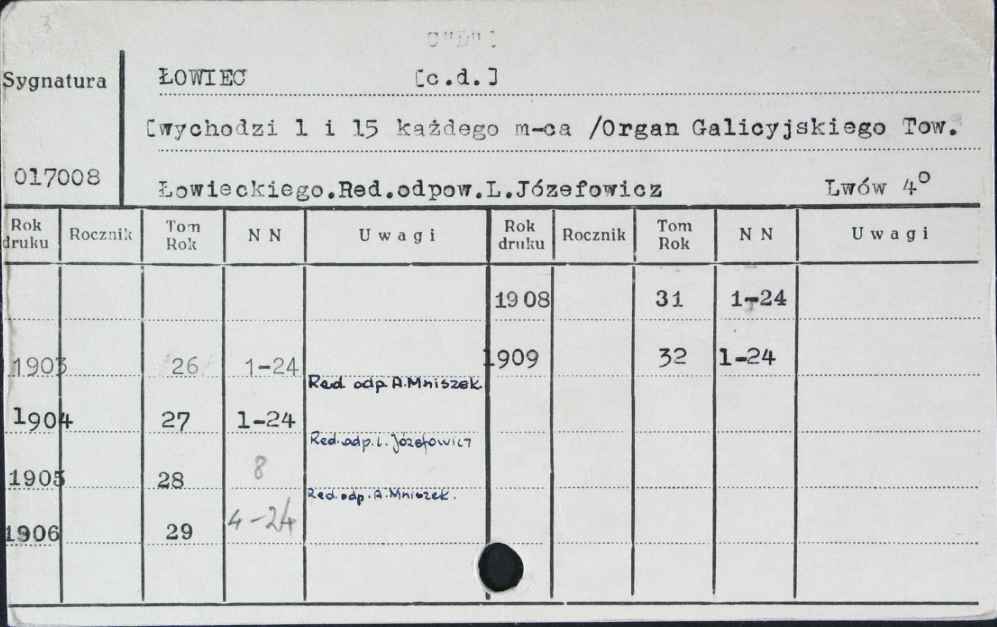 3
Sygnatura ŁOWIEC [c.d.]
[wychodzi 1 i 15 każdego m-ca /Organ Galicyjskiego Tow.
017008 Łowieckiego.Red.odpow.L.Józefowicz Lwów 4°
Rok druku Rocznik Tom Rok N N Uwagi Rok druku Rocznik Tom Rok N N Uwagi
1908 31 1-24
1903 26 1-24 Red odp. A. Mniszek. 1909 32 1-24
1904 27 1-24 Red. odp. L. Józefowicz
1905 28 8 Red. odp. A. Mniszek.
1906 29 4-24